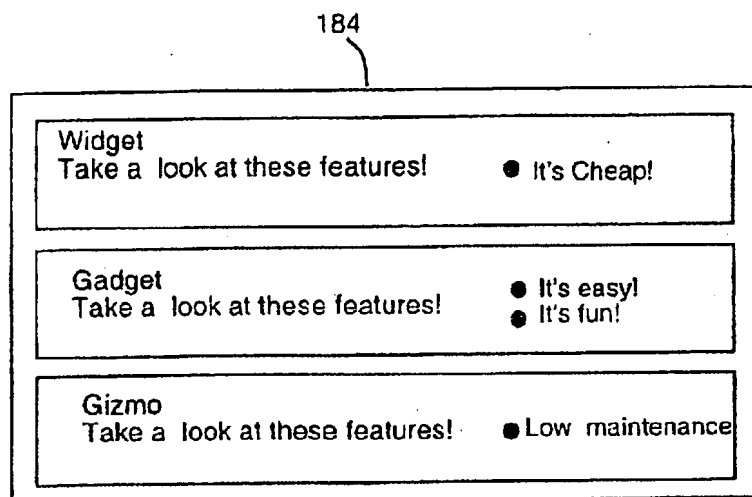 184
Widget
Take a look at these features!
● It's Cheap!
Gadget
Take a look at these features!
● It's easy!
● It's fun!
Gizmo
Take a look at these features!
● Low maintenance